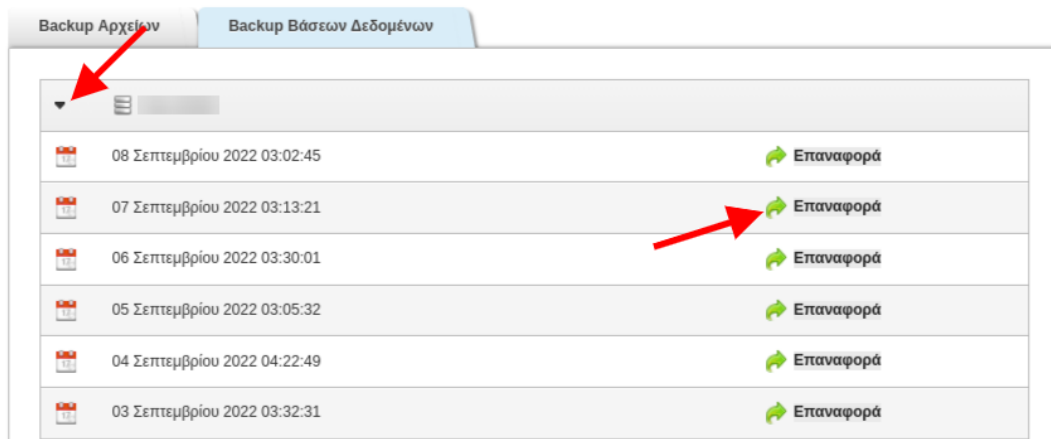 Backup Αρχείων Backup Βάσεων Δεδομένων
08 Σεπτεμβρίου 2022 03:02:45 Επαναφορά
07 Σεπτεμβρίου 2022 03:13:21 Επαναφορά
06 Σεπτεμβρίου 2022 03:30:01 Επαναφορά
05 Σεπτεμβρίου 2022 03:05:32 Επαναφορά
04 Σεπτεμβρίου 2022 04:22:49 Επαναφορά
03 Σεπτεμβρίου 2022 03:32:31 Επαναφορά